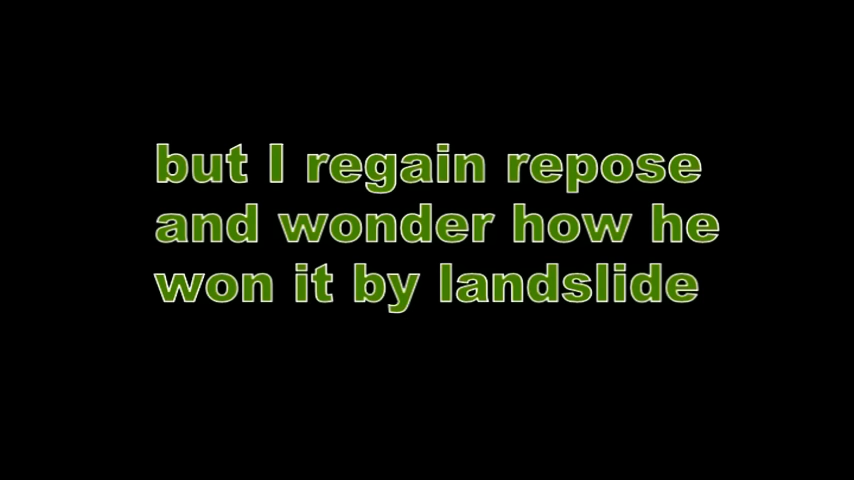 but I regain repose
and wonder how he
won it by landslide